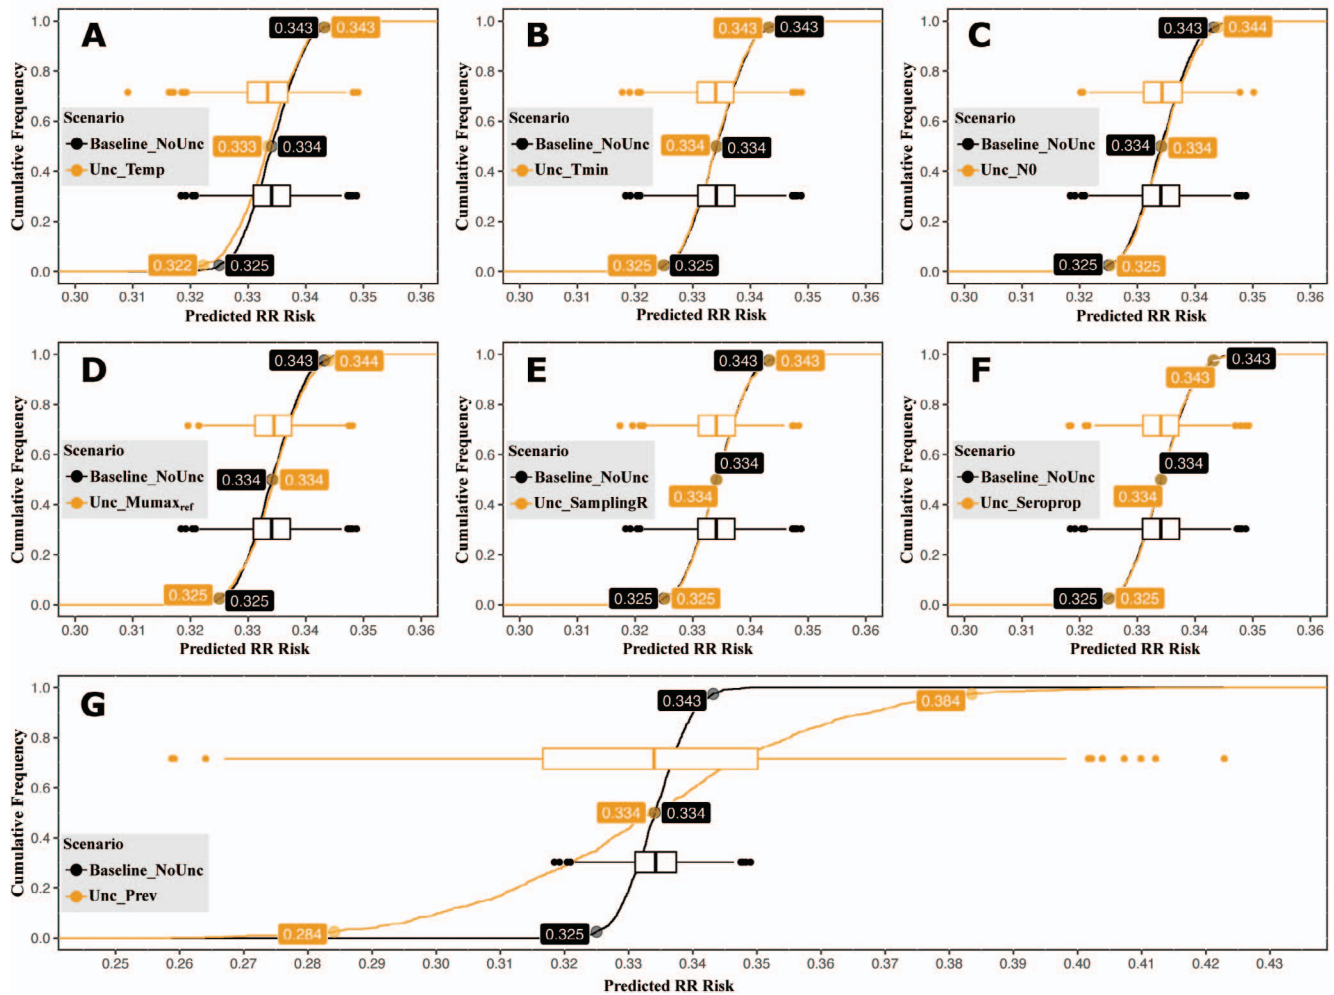 A
Cumulative Frequency
1.0
0.8
0.6
0.4
0.2
0.0
0.343
0.343
Scenario
Baseline_NoUnc
Unc_Temp
0.333
0.334
0.322
0.325
0.30 0.31 0.32 0.33 0.34 0.35 0.36
Predicted RR Risk
B
Cumulative Frequency
1.0
0.8
0.6
0.4
0.2
0.0
0.343
0.343
Scenario
Baseline_NoUnc
Unc_Tmin
0.334
0.334
0.325
0.325
0.30 0.31 0.32 0.33 0.34 0.35 0.36
Predicted RR Risk
C
Cumulative Frequency
1.0
0.8
0.6
0.4
0.2
0.0
0.343
0.344
Scenario
Baseline_NoUnc
Unc_N0
0.334
0.334
0.325
0.325
0.30 0.31 0.32 0.33 0.34 0.35 0.36
Predicted RR Risk
D
Cumulative Frequency
1.0
0.8
0.6
0.4
0.2
0.0
0.343
0.344
Scenario
Baseline_NoUnc
Unc_Mumaxref
0.334
0.334
0.325
0.325
0.30 0.31 0.32 0.33 0.34 0.35 0.36
Predicted RR Risk
E
Cumulative Frequency
1.0
0.8
0.6
0.4
0.2
0.0
0.343
0.343
Scenario
Baseline_NoUnc
Unc_SamplingR
0.334
0.334
0.325
0.325
0.30 0.31 0.32 0.33 0.34 0.35 0.36
Predicted RR Risk
F
Cumulative Frequency
1.0
0.8
0.6
0.4
0.2
0.0
0.343
0.343
Scenario
Baseline_NoUnc
Unc_Seroprop
0.334
0.334
0.325
0.325
0.30 0.31 0.32 0.33 0.34 0.35 0.36
Predicted RR Risk
G
Cumulative Frequency
1.0
0.8
0.6
0.4
0.2
0.0
0.343
0.384
0.334
0.334
Scenario
Baseline_NoUnc
Unc_Prev
0.284
0.325
0.25 0.26 0.27 0.28 0.29 0.30 0.31 0.32 0.33 0.34 0.35 0.36 0.37 0.38 0.39 0.40 0.41 0.42 0.43
Predicted RR Risk